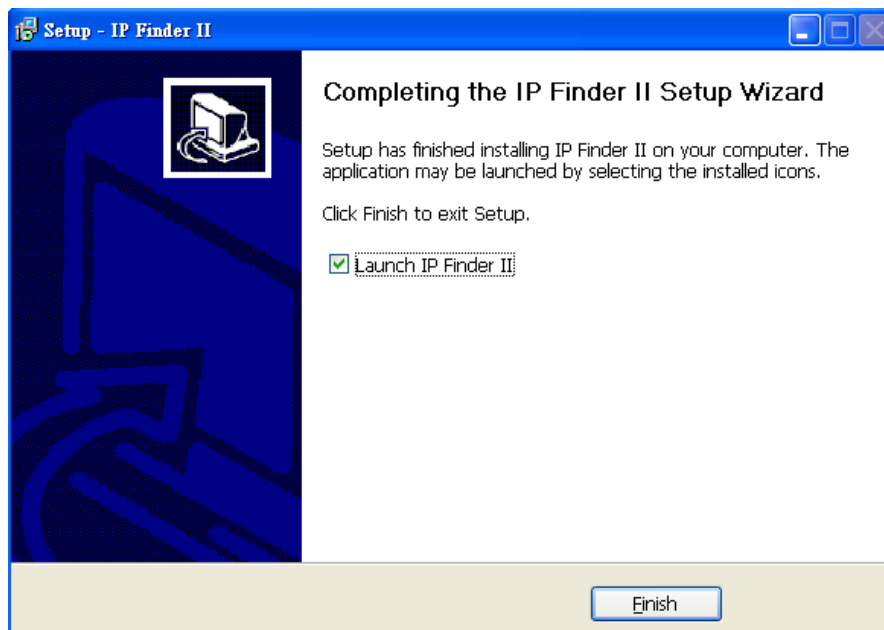 Setup - IP Finder II
Completing the IP Finder II Setup Wizard
Setup has finished installing IP Finder II on your computer. The
application may be launched by selecting the installed icons.
Click Finish to exit Setup.
Launch IP Finder II
Finish